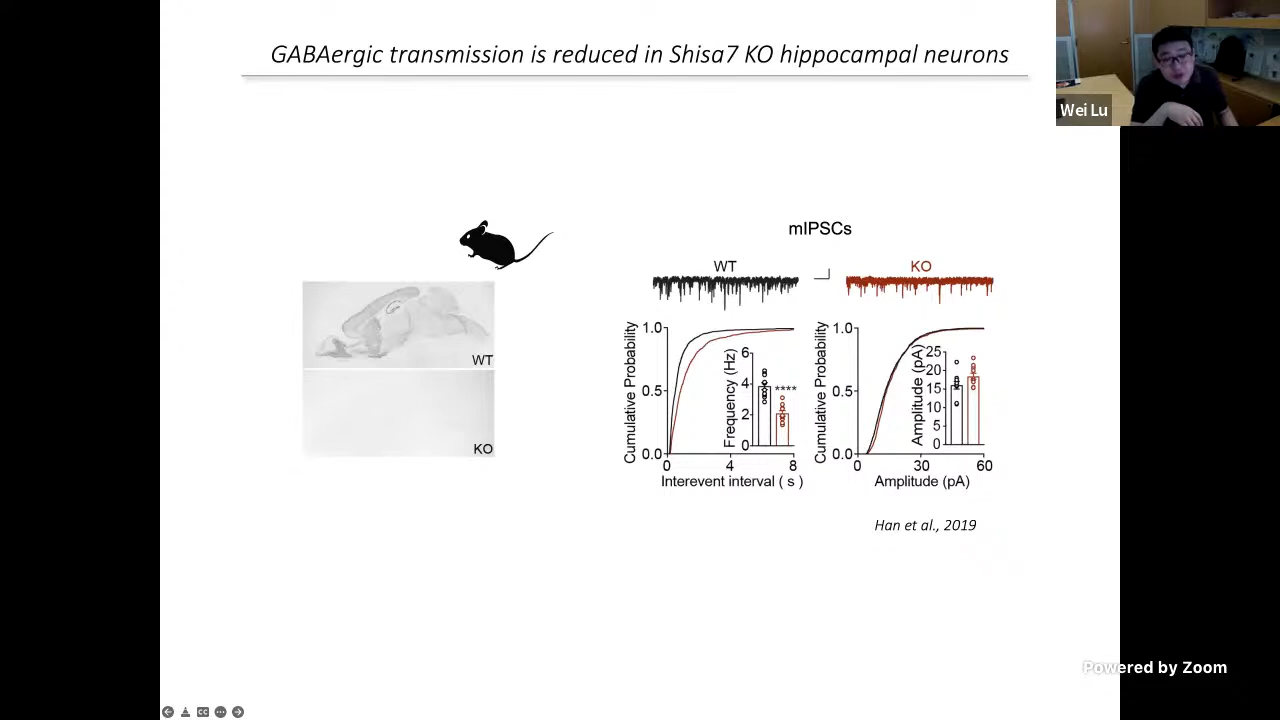 GABAergic transmission is reduced in Shisa7 KO hippocampal neurons
Wei Lu
WT
KO
mIPSCs
WT
KO
Cumulative Probability
1.0
0.5
0.0
0
4
8
Interevent interval ( s )
Frequency (Hz)
6
4
2
0
****
Cumulative Probability
1.0
0.5
0.0
0
30
60
Amplitude (pA)
Amplitude (pA)
25
20
15
10
5
0
Han et al., 2019
Powered by Zoom
CC